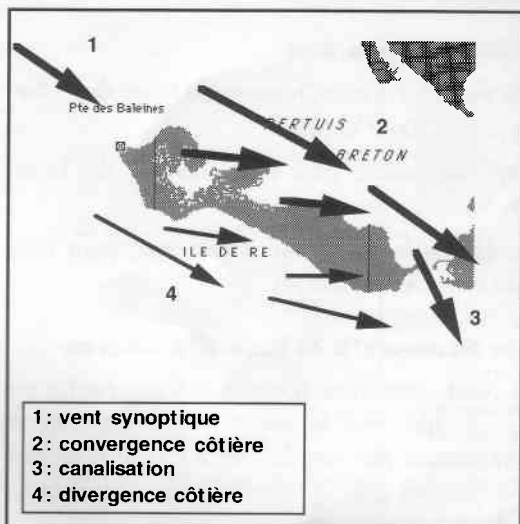 1
Pte des Baleines
PERTUIS 2
BRETON
4
ILE DE RE
4
3
1: vent synoptique
2: convergence côtière
3: canalisation
4: divergence côtière